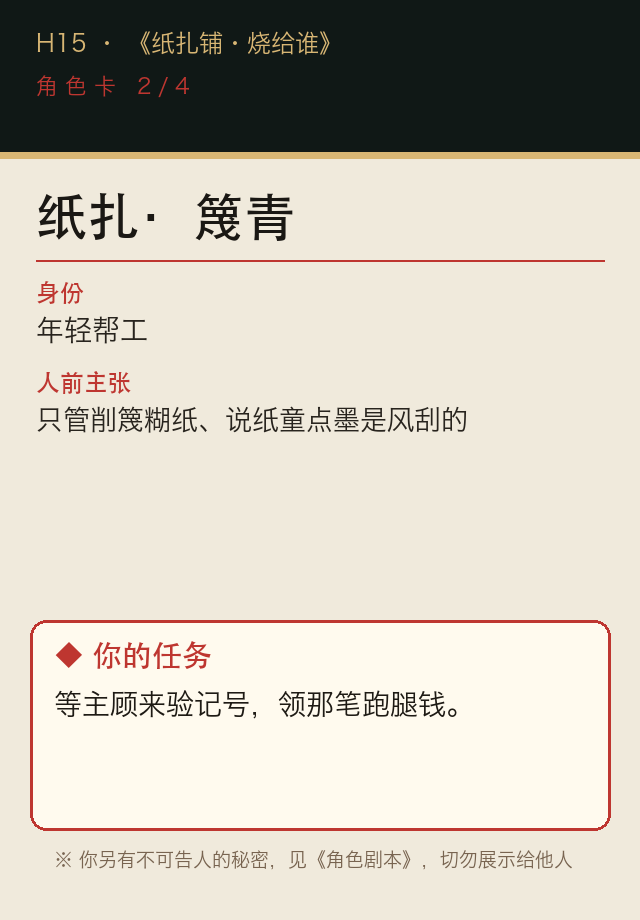 H15 · 《纸扎铺·烧给谁》
角色卡 2/4
纸扎· 篾青
身份
年轻帮工
人前主张
只管削篾糊纸、说纸童点墨是风刮的
◆ 你的任务
等主顾来验记号，领那笔跑腿钱。
※ 你另有不可告人的秘密，见《角色剧本》，切勿展示给他人